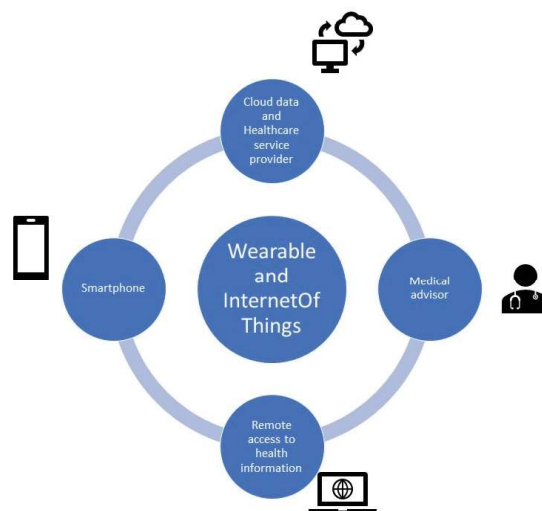 Cloud data
and
Healthcare
service
provider
Wearable
and
InternetOf
Things
Smartphone
Medical
advisor
Remote
access to
health
information